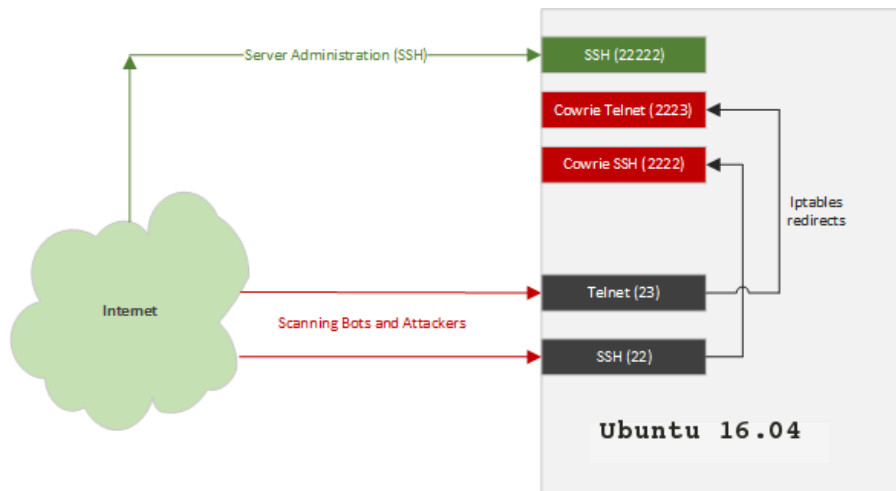 Server Administration (SSH)
SSH (22222)
Cowrie Telnet (2223)
Cowrie SSH (2222)
Iptables
redirects
Internet
Telnet (23)
Scanning Bots and Attackers
SSH (22)
Ubuntu 16.04